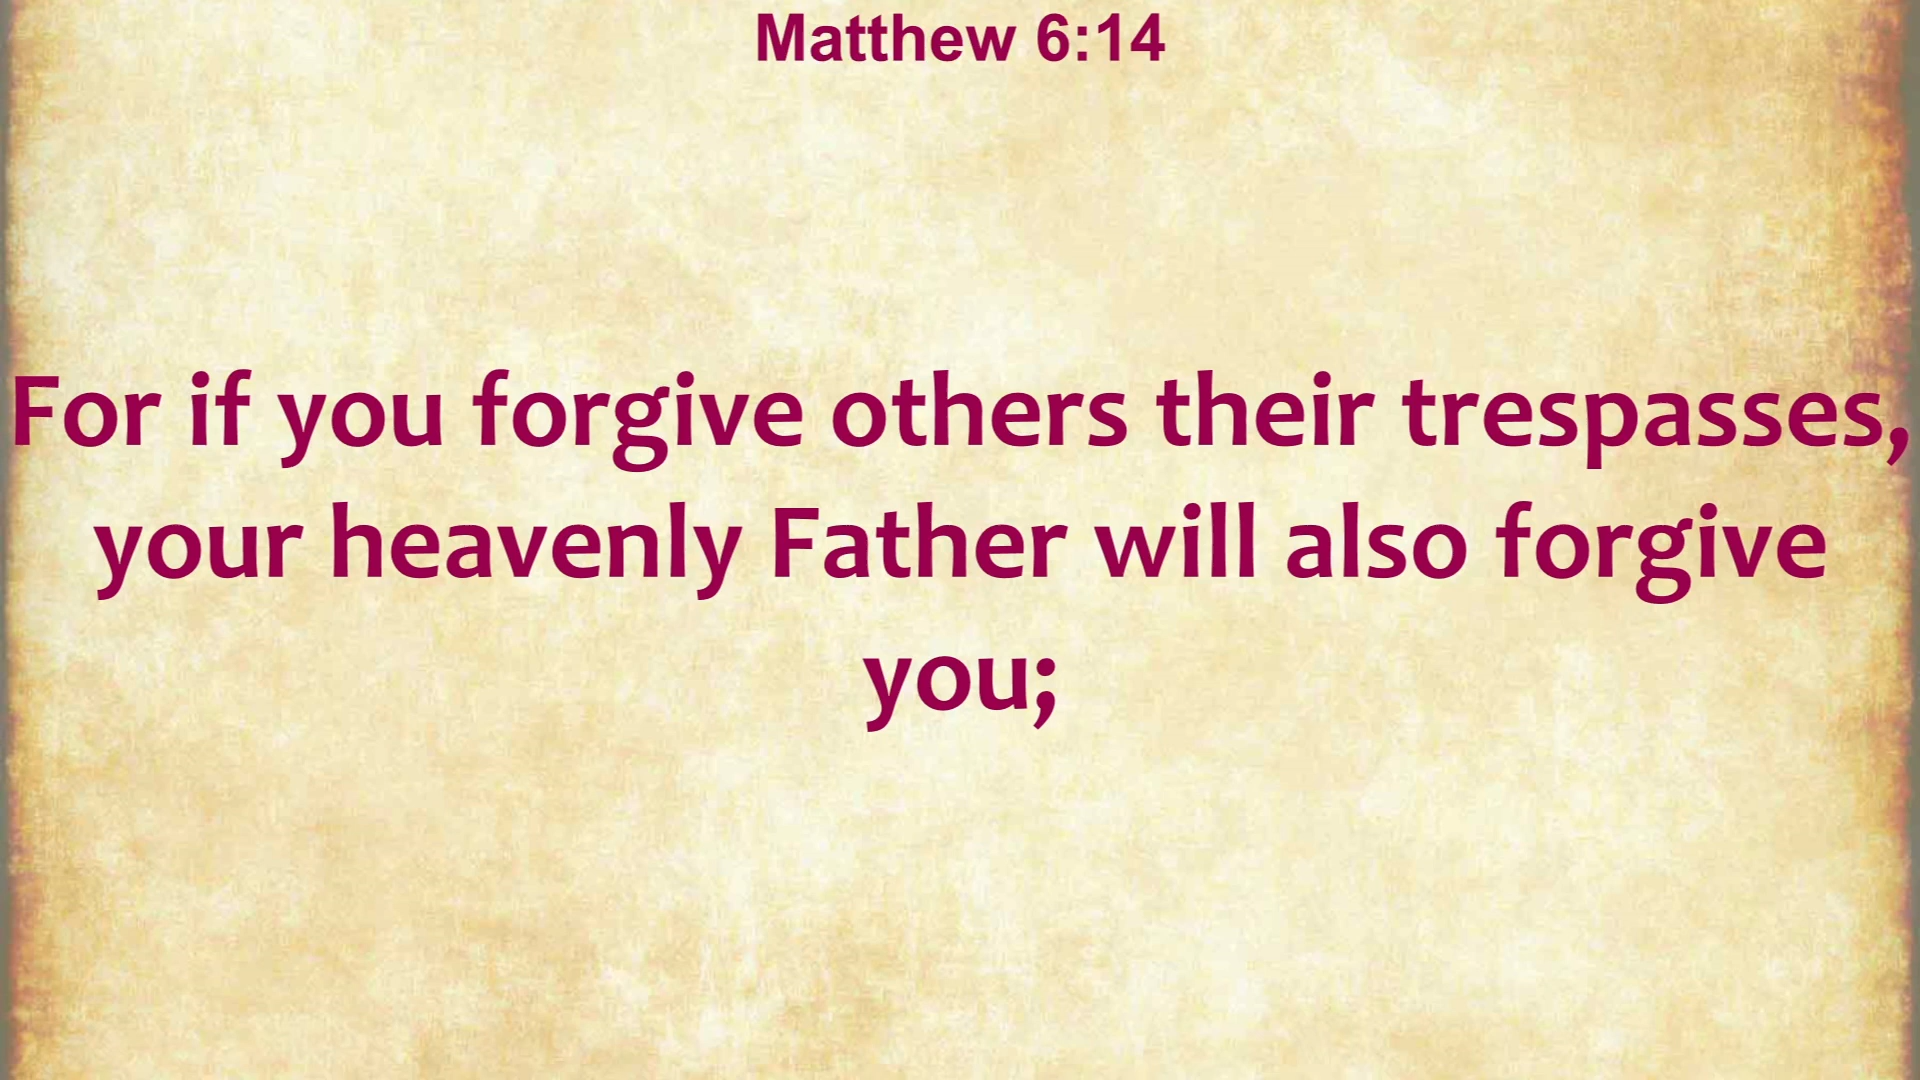 Matthew 6:14
For if you forgive others their trespasses,
your heavenly Father will also forgive
you;